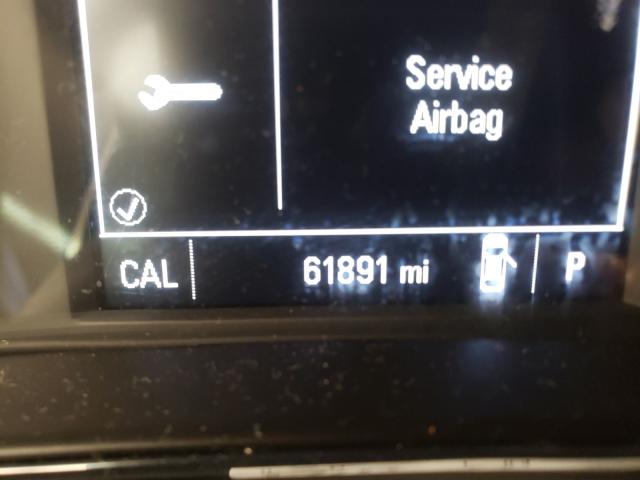 Service
Airbag
CAL
61891 mi
P